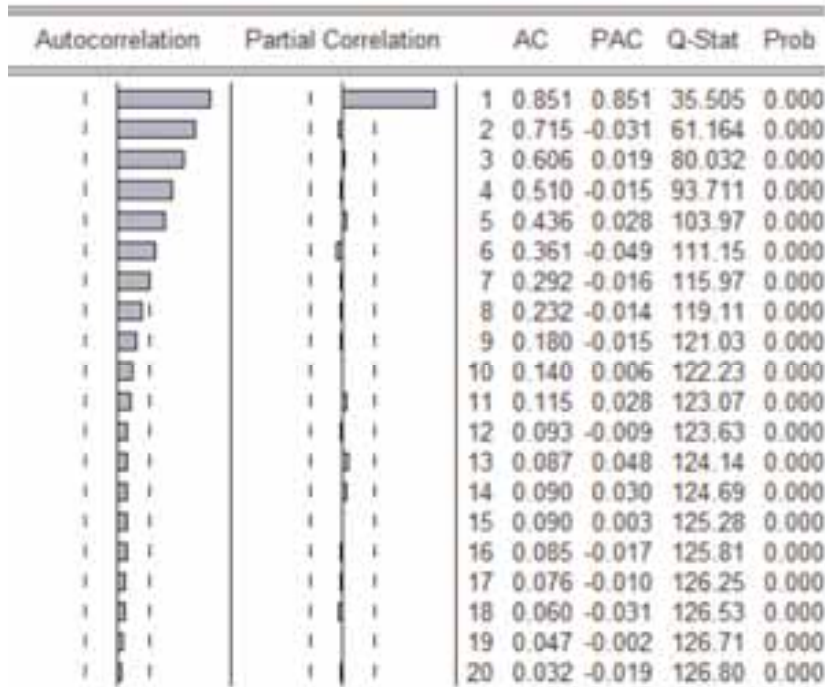 Autocorrelation Partial Correlation AC PAC Q-Stat Prob
1 0.851 0.851 35.505 0.000
2 0.715 -0.031 61.164 0.000
3 0.606 0.019 80.032 0.000
4 0.510 -0.015 93.711 0.000
5 0.436 0.028 103.97 0.000
6 0.361 -0.049 111.15 0.000
7 0.292 -0.016 115.97 0.000
8 0.232 -0.014 119.11 0.000
9 0.180 -0.015 121.03 0.000
10 0.140 0.006 122.23 0.000
11 0.115 0.028 123.07 0.000
12 0.093 -0.009 123.63 0.000
13 0.087 0.048 124.14 0.000
14 0.090 0.030 124.69 0.000
15 0.090 0.003 125.28 0.000
16 0.085 -0.017 125.81 0.000
17 0.076 -0.010 126.25 0.000
18 0.060 -0.031 126.53 0.000
19 0.047 -0.002 126.71 0.000
20 0.032 -0.019 126.80 0.000